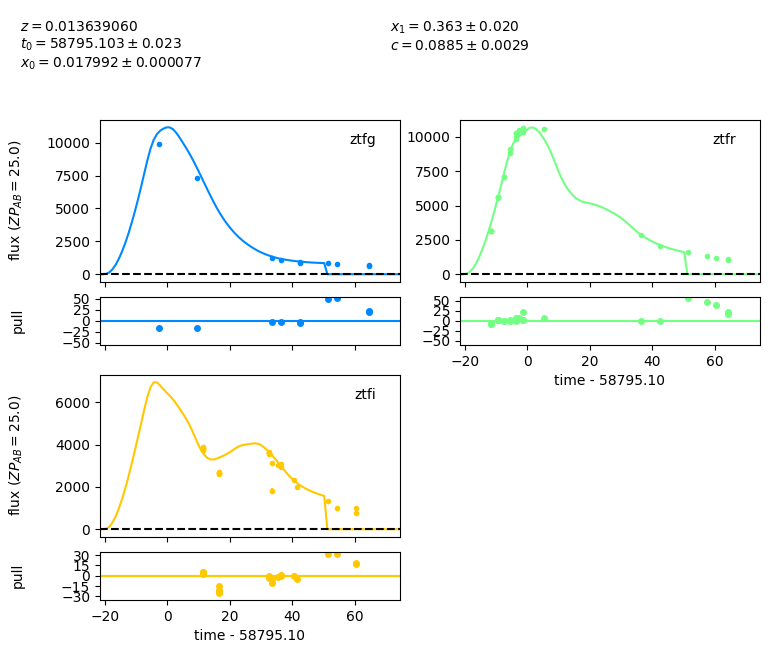 z = 0.013639060
t₀ = 58795.103 ± 0.023
x₀ = 0.017992 ± 0.000077
x₁ = 0.363 ± 0.020
c = 0.0885 ± 0.0029
flux (ZP_AB = 25.0)
10000
7500
5000
2500
0
ztfg
10000
7500
5000
2500
0
ztfr
pull
50
25
0
−25
−50
50
25
0
−25
−50
−20 0 20 40 60
time - 58795.10
flux (ZP_AB = 25.0)
6000
4000
2000
0
ztfi
pull
30
15
0
−15
−30
−20 0 20 40 60
time - 58795.10